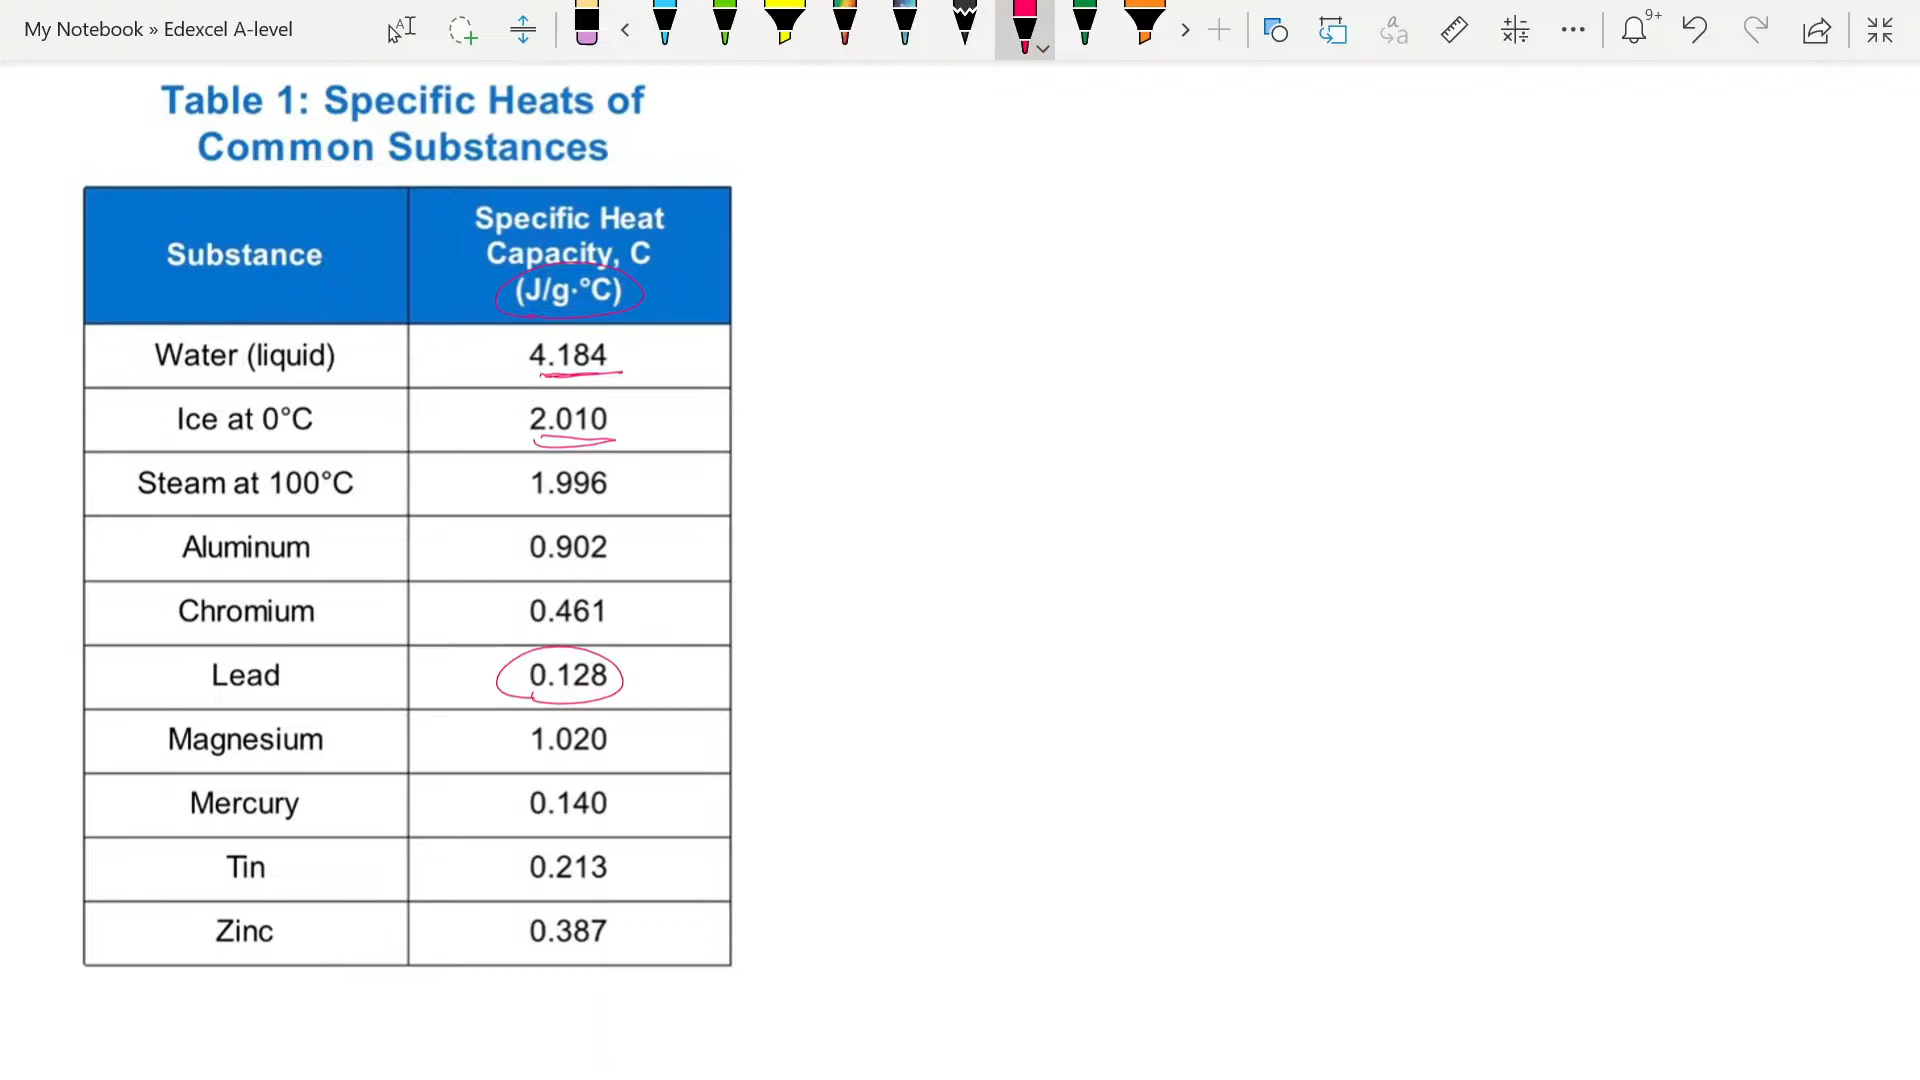 My Notebook » Edexcel A-level
9+
Table 1: Specific Heats of
Common Substances
Substance
Specific Heat
Capacity, C
(J/g·°C)
Water (liquid) 4.184
Ice at 0°C 2.010
Steam at 100°C 1.996
Aluminum 0.902
Chromium 0.461
Lead 0.128
Magnesium 1.020
Mercury 0.140
Tin 0.213
Zinc 0.387